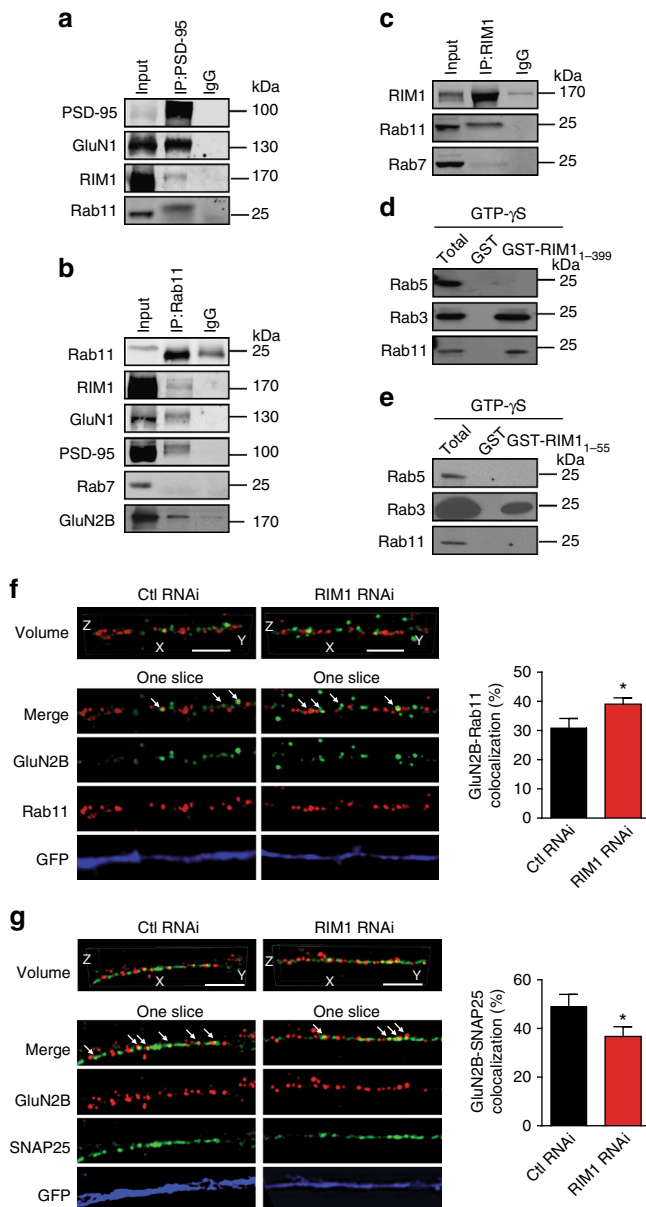 a
Input
IP:PSD-95
IgG
kDa
PSD-95
100
GluN1
130
RIM1
170
Rab11
25
b
Input
IP:Rab11
IgG
kDa
Rab11
25
RIM1
170
GluN1
130
PSD-95
100
Rab7
25
GluN2B
170
c
Input
IP:RIM1
IgG
kDa
RIM1
170
Rab11
25
Rab7
25
d
GTP-γS
Total
GST
GST-RIM1₁₋₃₉₉
kDa
Rab5
25
Rab3
25
Rab11
25
e
GTP-γS
Total
GST
GST-RIM1₁₋₅₅
kDa
Rab5
25
Rab3
25
Rab11
25
f
Ctl RNAi
RIM1 RNAi
Volume
Z
X
Y
Z
X
Y
One slice
One slice
Merge
GluN2B
Rab11
GFP
GluN2B-Rab11
colocalization (%)
50
40
30
20
10
0
*
Ctl RNAi
RIM1 RNAi
g
Ctl RNAi
RIM1 RNAi
Volume
Z
X
Y
Z
X
Y
One slice
One slice
Merge
GluN2B
SNAP25
GFP
GluN2B-SNAP25
colocalization (%)
60
40
20
0
*
Ctl RNAi
RIM1 RNAi